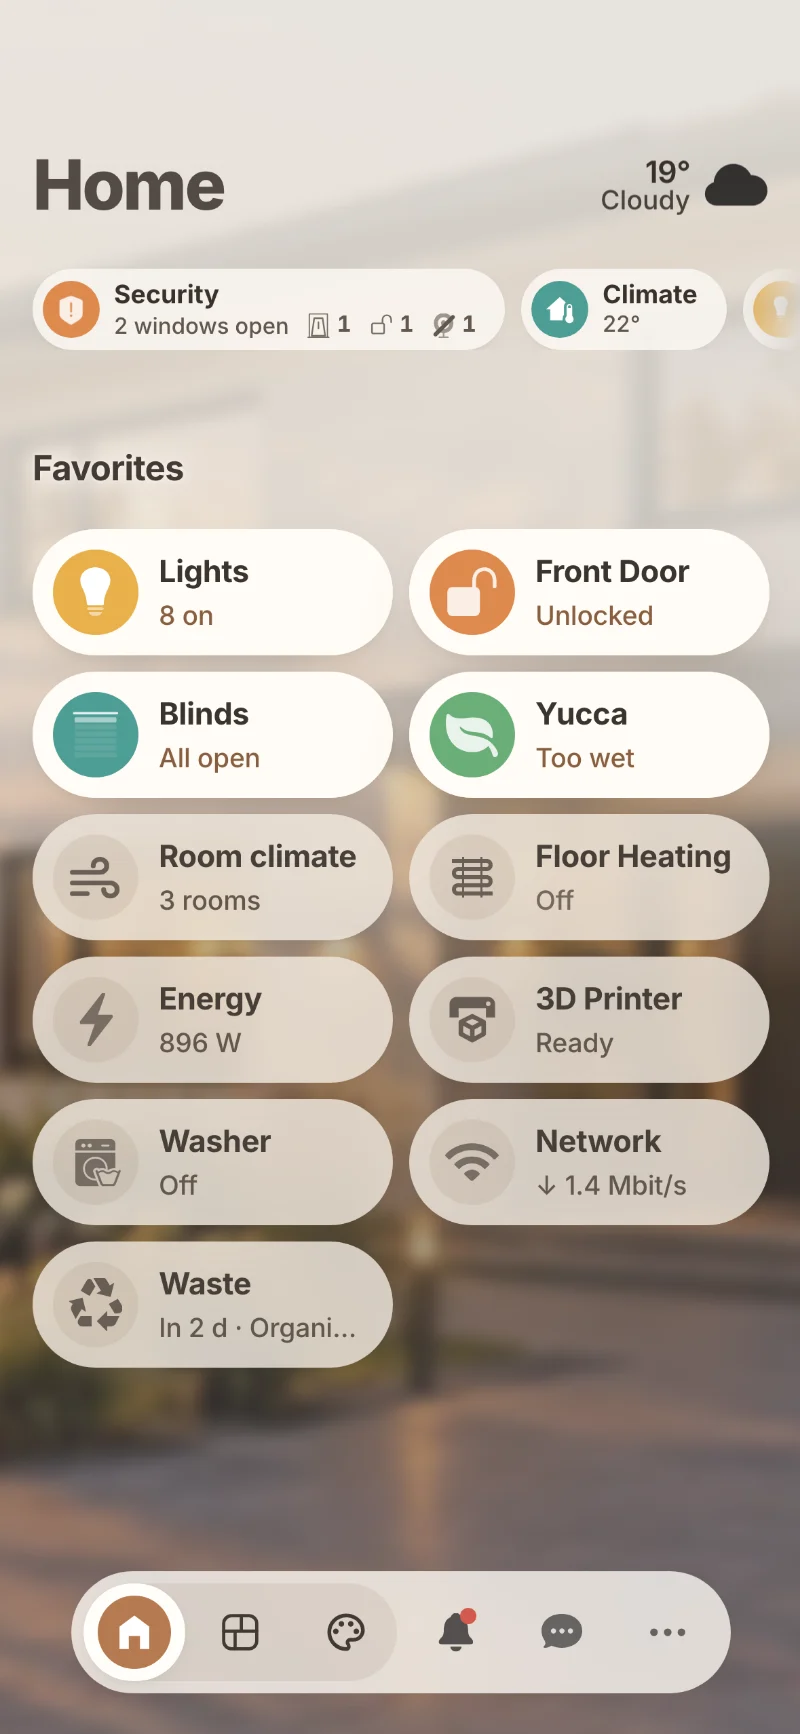 Home
19°
Cloudy
Security
2 windows open 1 1 1
Climate
22°
Favorites
Lights
8 on
Front Door
Unlocked
Blinds
All open
Yucca
Too wet
Room climate
3 rooms
Floor Heating
Off
Energy
896 W
3D Printer
Ready
Washer
Off
Network
↓ 1.4 Mbit/s
Waste
In 2 d · Organi...